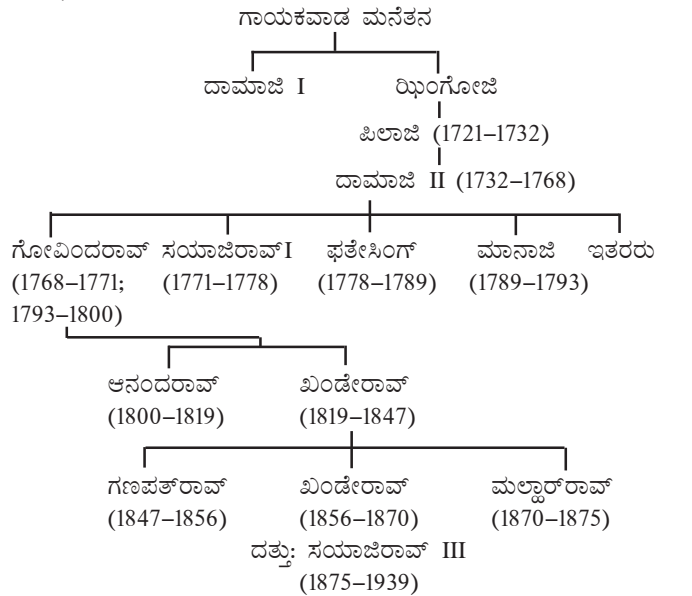 ಗಾಯಕವಾಡ ಮನೆತನ
ದಾಮಾಜಿ I ಝಿಂಗೋಜಿ
ಪಿಲಾಜಿ (1721–1732)
ದಾಮಾಜಿ II (1732–1768)
ಗೋವಿಂದರಾವ್ ಸಯಾಜಿರಾವ್ I ಫತೇಸಿಂಗ್ ಮಾನಾಜಿ ಇತರರು
(1768–1771; (1771–1778) (1778–1789) (1789–1793)
1793–1800)
ಆನಂದರಾವ್ ಖಂಡೇರಾವ್
(1800–1819) (1819–1847)
ಗಣಪತ್‌ರಾವ್ ಖಂಡೇರಾವ್ ಮಲ್ಹಾರ್‌ರಾವ್
(1847–1856) (1856–1870) (1870–1875)
ದತ್ತು: ಸಯಾಜಿರಾವ್ III
(1875–1939)